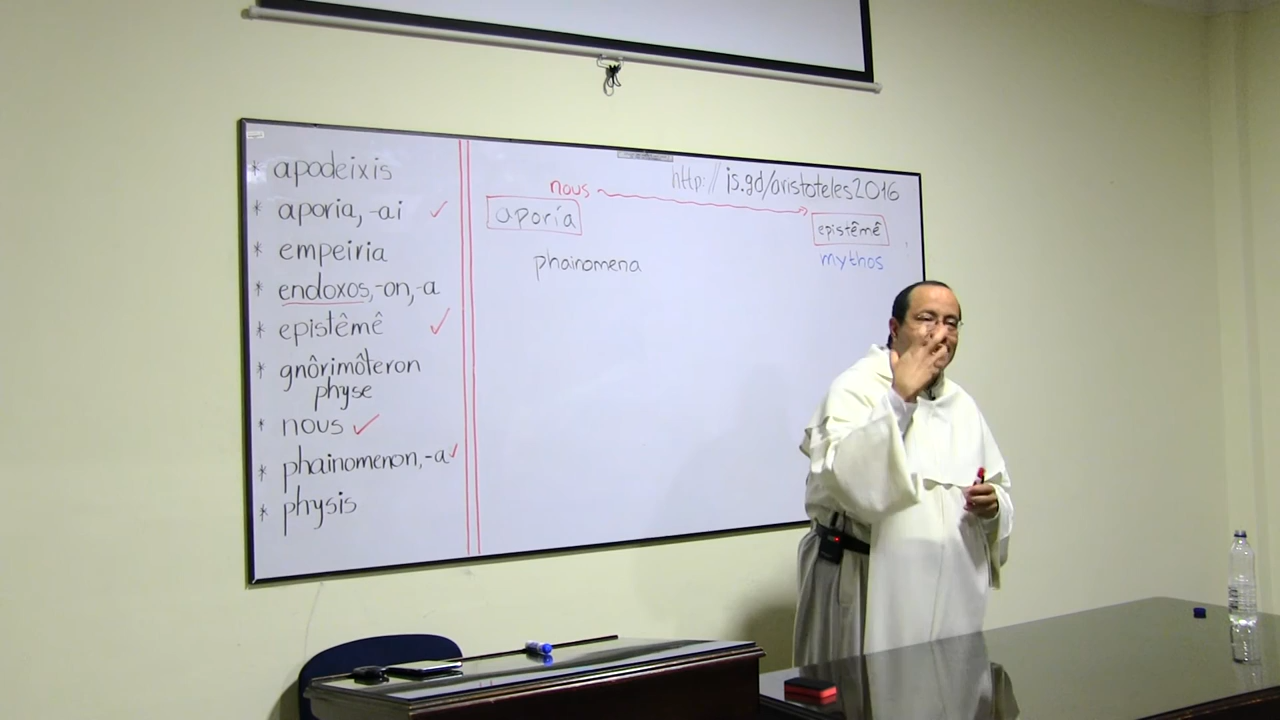 * apodeixis
* aporia, -ai ✓
* empeiria
* endoxos, -on, -a
* epistêmê ✓
* gnôrimôteron
physe
* nous ✓
* phainomenon, -a ✓
* physis
http://is.gd/aristoteles2016
nous
aporía
epistêmê
phainomena
mythos